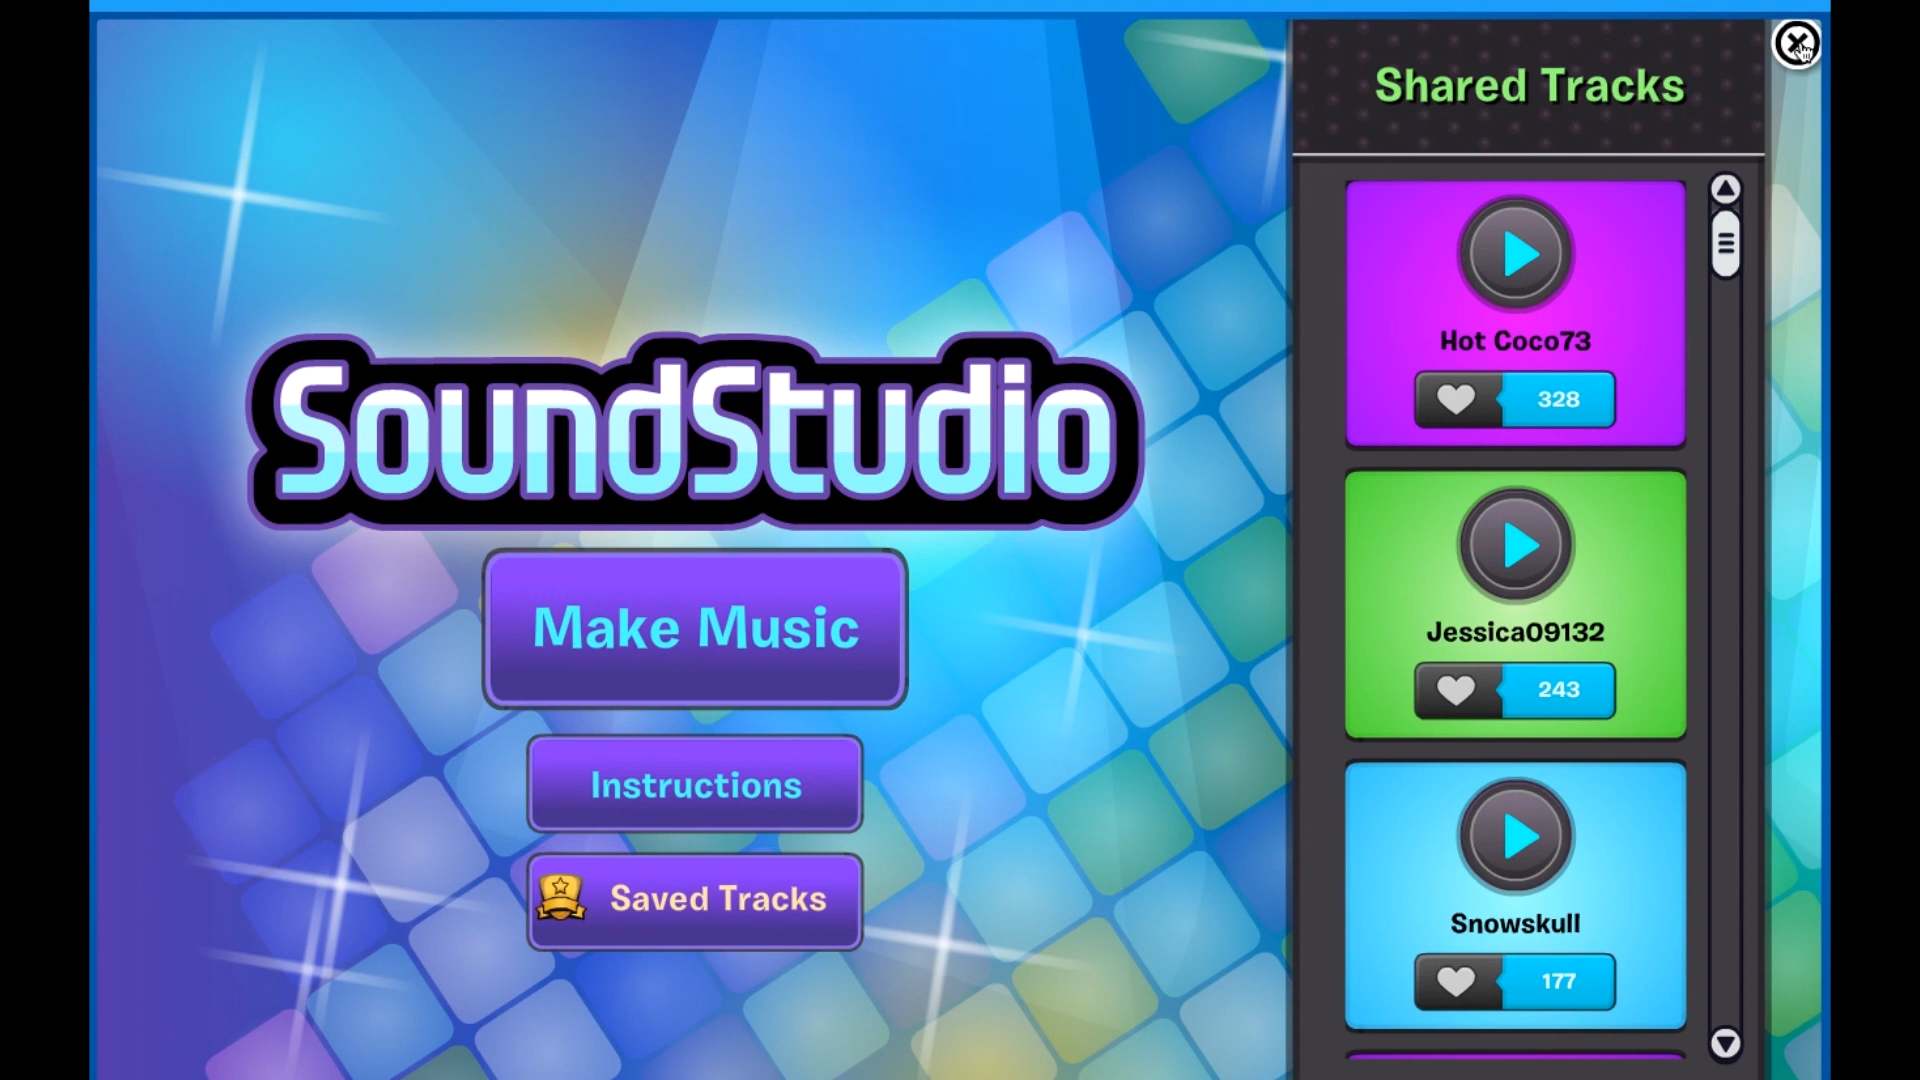 SoundStudio
Make Music
Instructions
Saved Tracks
Shared Tracks
Hot Coco73
328
Jessica09132
243
Snowskull
177